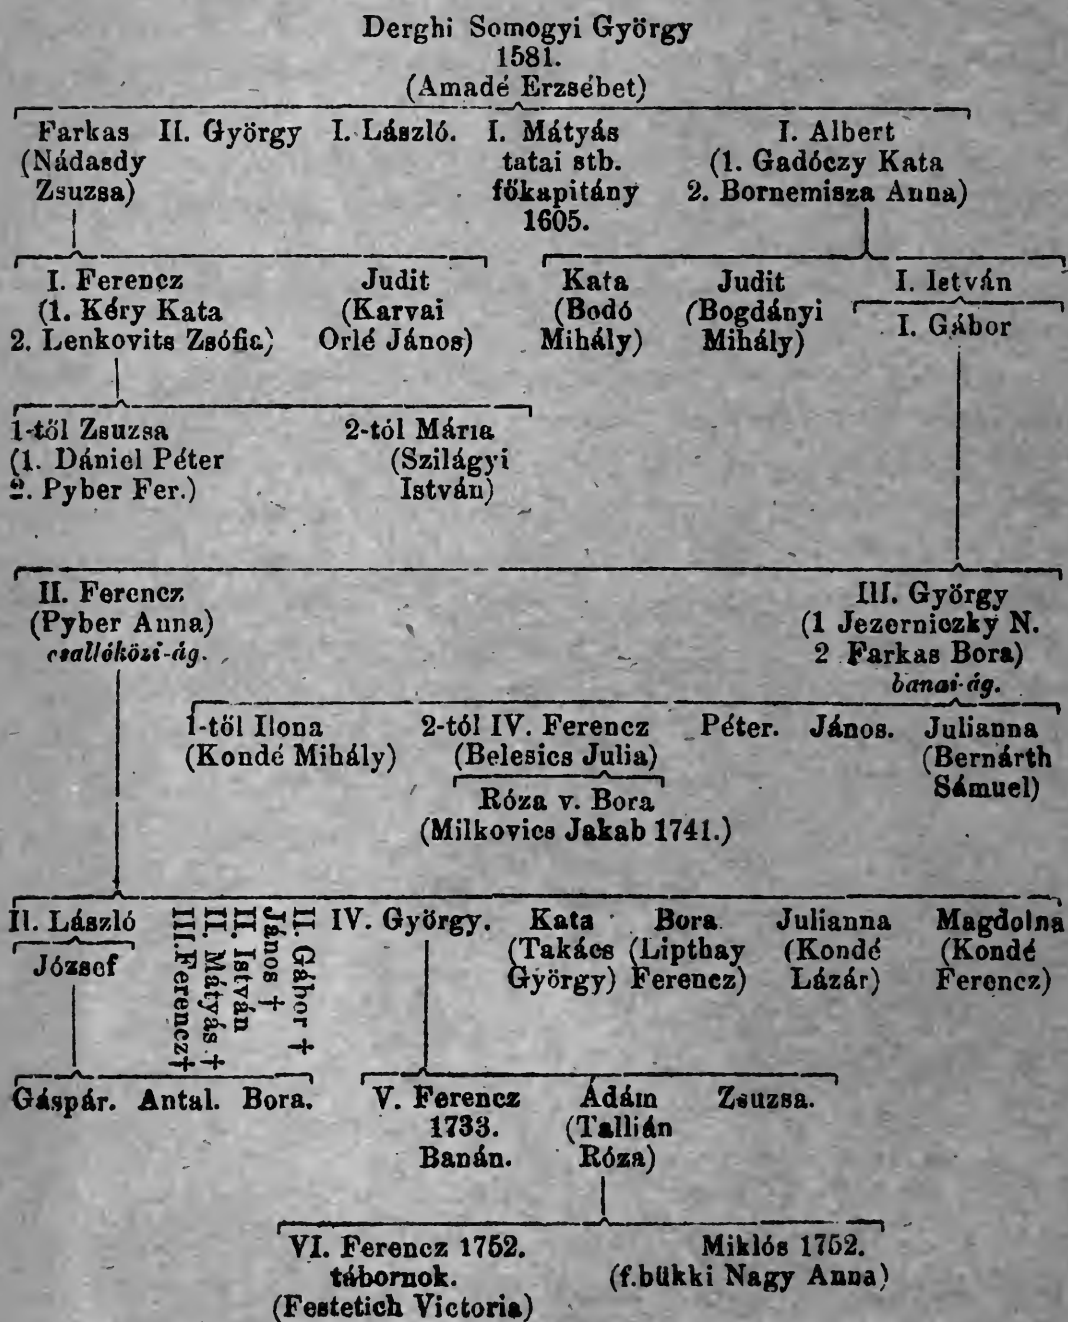 Derghi Somogyi György
1581.
(Amadé Erzsébet)
Farkas II. György I. László. I. Mátyás I. Albert
(Nádasdy tatai stb. (1. Gadóczy Kata
Zsuzsa) főkapitány 2. Bornemisza Anna)
1605.
I. Ferencz Judit Kata Judit I. István
(1. Kéry Kata (Karvai (Bodó (Bogdányi I. Gábor
2. Lenkovits Zsófia) Orlé János) Mihály) Mihály)
1-től Zsuzsa 2-tól Mária
(1. Dániel Péter (Szilágyi
2. Pyber Fer.) István)
II. Ferencz III. György
(Pyber Anna) (1 Jezerniczky N.
csallóközi-ág. 2 Farkas Bora)
banai-ág.
1-től Ilona 2-tól IV. Ferencz Péter. János. Julianna
(Kondé Mihály) (Belesics Julia) (Bernárth
Róza v. Bora Sámuel)
(Milkovics Jakab 1741.)
II. László IV. György. Kata Bora Julianna Magdolna
József (Takács (Lipthay (Kondé (Kondé
György) Ferencz) Lázár) Ferencz)
II. Gábor †
János †
II. István
II. Mátyás †
III. Ferencz †
Gáspár. Antal. Bora. V. Ferencz Ádám Zsuzsa.
1733. (Tallián
Banán. Róza)
VI. Ferencz 1752. Miklós 1752.
tábornok. (f.bükki Nagy Anna)
(Festetich Victoria)